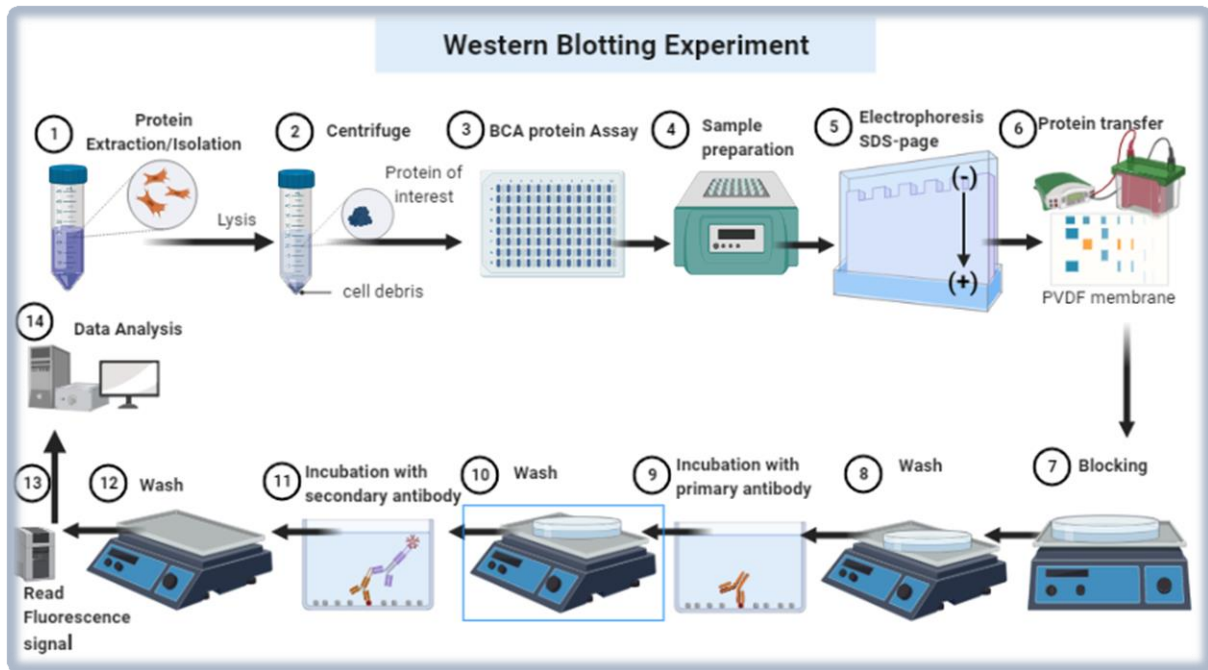 Western Blotting Experiment
1
Protein
Extraction/Isolation
Lysis
2
Centrifuge
Protein of
interest
cell debris
3
BCA protein Assay
4
Sample
preparation
5
Electrophoresis
SDS-page
(-)
(+)
6
Protein transfer
PVDF membrane
7
Blocking
8
Wash
9
Incubation with
primary antibody
10
Wash
11
Incubation with
secondary antibody
12
Wash
13
Read
Fluorescence
signal
14
Data Analysis